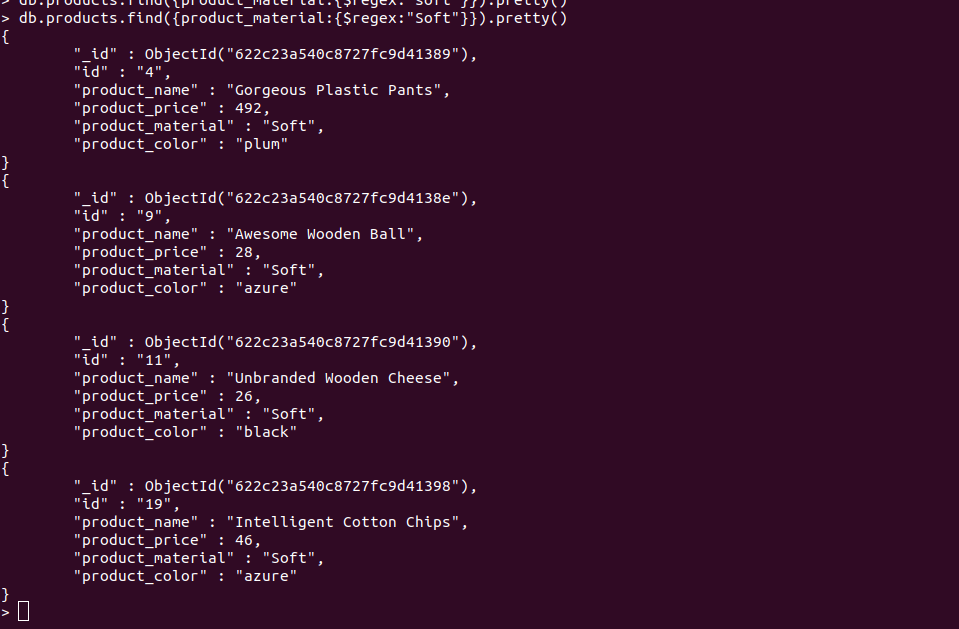 > db.products.find({product_material:{$regex:"soft"}}).pretty()
> db.products.find({product_material:{$regex:"Soft"}}).pretty()
{
"_id" : ObjectId("622c23a540c8727fc9d41389"),
"id" : "4",
"product_name" : "Gorgeous Plastic Pants",
"product_price" : 492,
"product_material" : "Soft",
"product_color" : "plum"
}
{
"_id" : ObjectId("622c23a540c8727fc9d4138e"),
"id" : "9",
"product_name" : "Awesome Wooden Ball",
"product_price" : 28,
"product_material" : "Soft",
"product_color" : "azure"
}
{
"_id" : ObjectId("622c23a540c8727fc9d41390"),
"id" : "11",
"product_name" : "Unbranded Wooden Cheese",
"product_price" : 26,
"product_material" : "Soft",
"product_color" : "black"
}
{
"_id" : ObjectId("622c23a540c8727fc9d41398"),
"id" : "19",
"product_name" : "Intelligent Cotton Chips",
"product_price" : 46,
"product_material" : "Soft",
"product_color" : "azure"
}
>